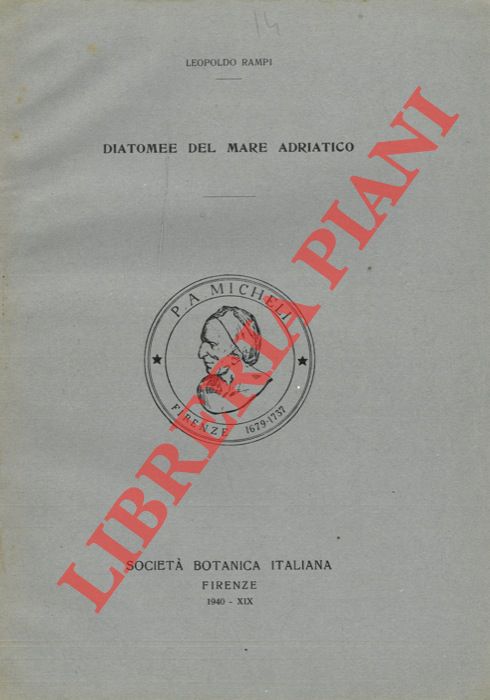 14
LEOPOLDO RAMPI
DIATOMEE DEL MARE ADRIATICO
P. A. MICHELI
FIRENZE 1679-1737
LIBRERIA PIANI
SOCIETÀ BOTANICA ITALIANA
FIRENZE
1940 - XIX